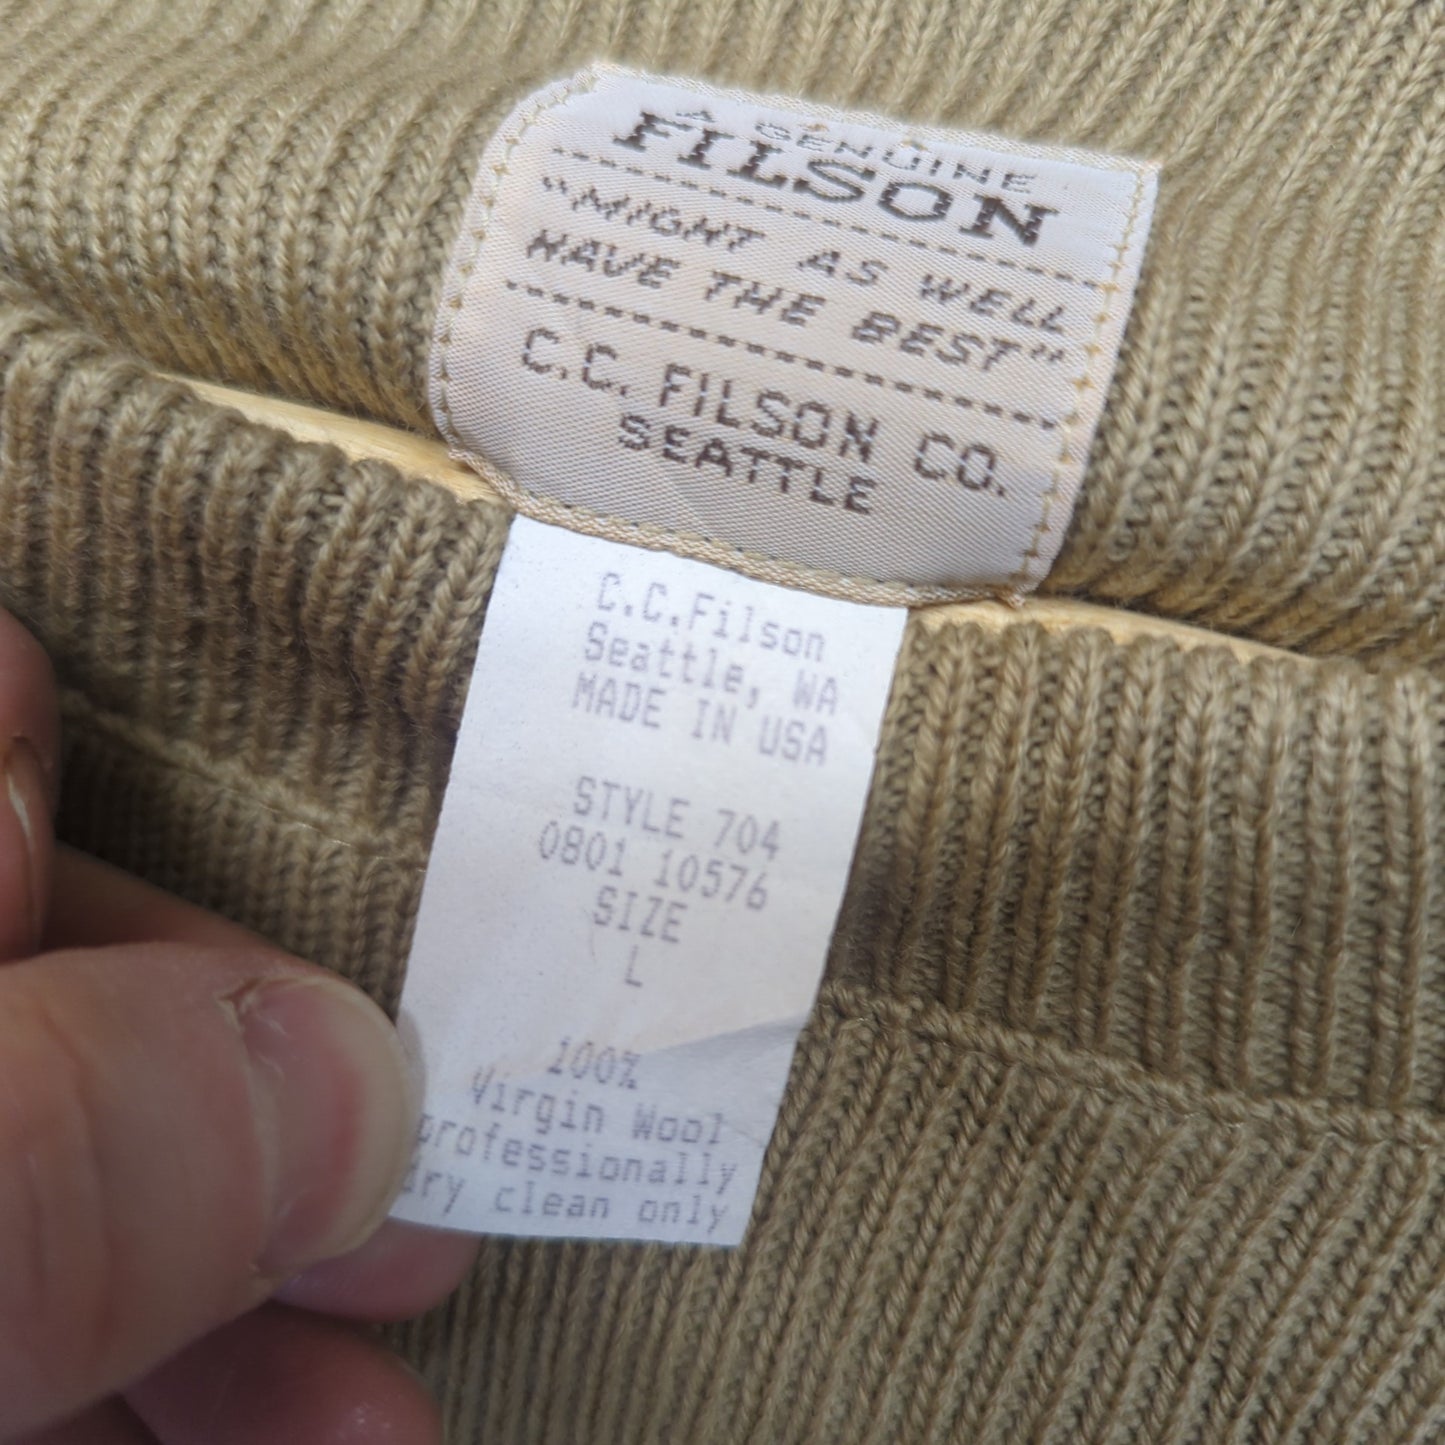 A GENUINE
FILSON
"MIGHT AS WELL
HAVE THE BEST"
C.C. FILSON CO.
SEATTLE
C.C.Filson
Seattle, WA
MADE IN USA
STYLE 704
0801 10576
SIZE
L
100%
Virgin Wool
professionally
dry clean only